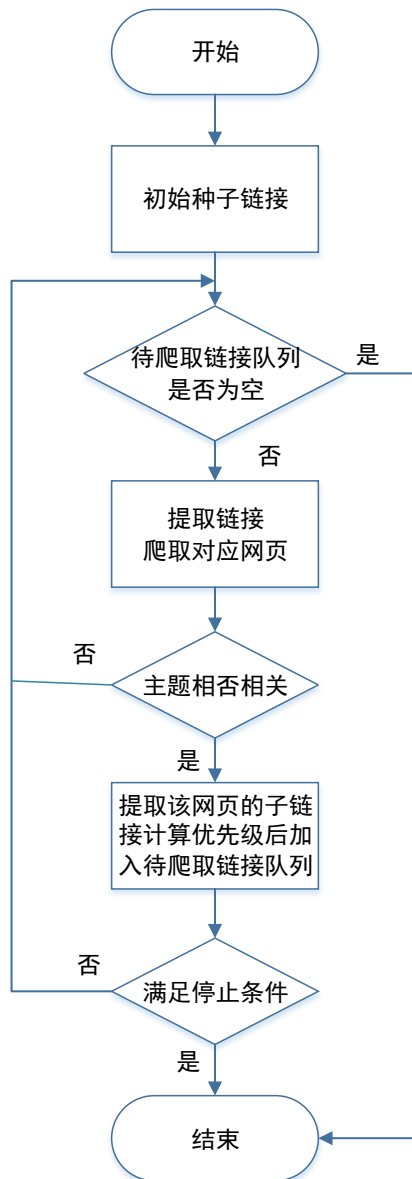 开始
初始种子链接
待爬取链接队列
是否为空
是
否
提取链接
爬取对应网页
否
主题相否相关
是
提取该网页的子链
接计算优先级后加
入待爬取链接队列
否
满足停止条件
是
结束